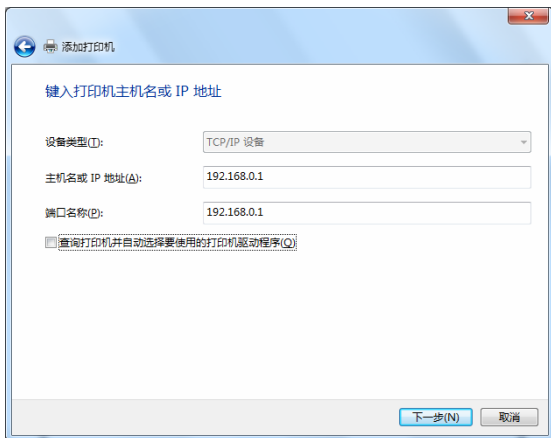 添加打印机
键入打印机主机名或 IP 地址
设备类型(T): TCP/IP 设备
主机名或 IP 地址(A): 192.168.0.1
端口名称(P): 192.168.0.1
查询打印机并自动选择要使用的打印机驱动程序(Q)
下一步(N) 取消